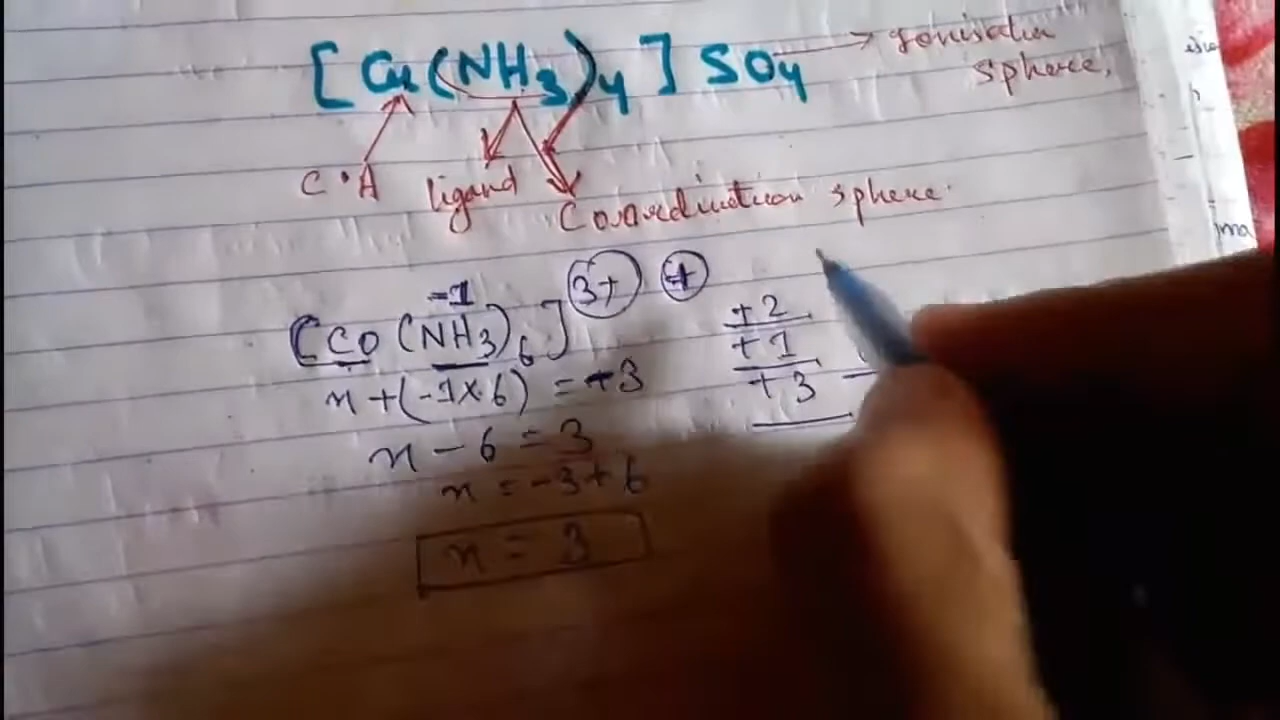 [Cu(NH3)4] SO4 → Ionisation
sphere,
C·A ligand Coordination sphere.
-1
[CO (NH3)6]3+ +
x + (-1×6) = +3
x - 6 = 3
x = -3 + 6
x = 3
+2
+1
+3